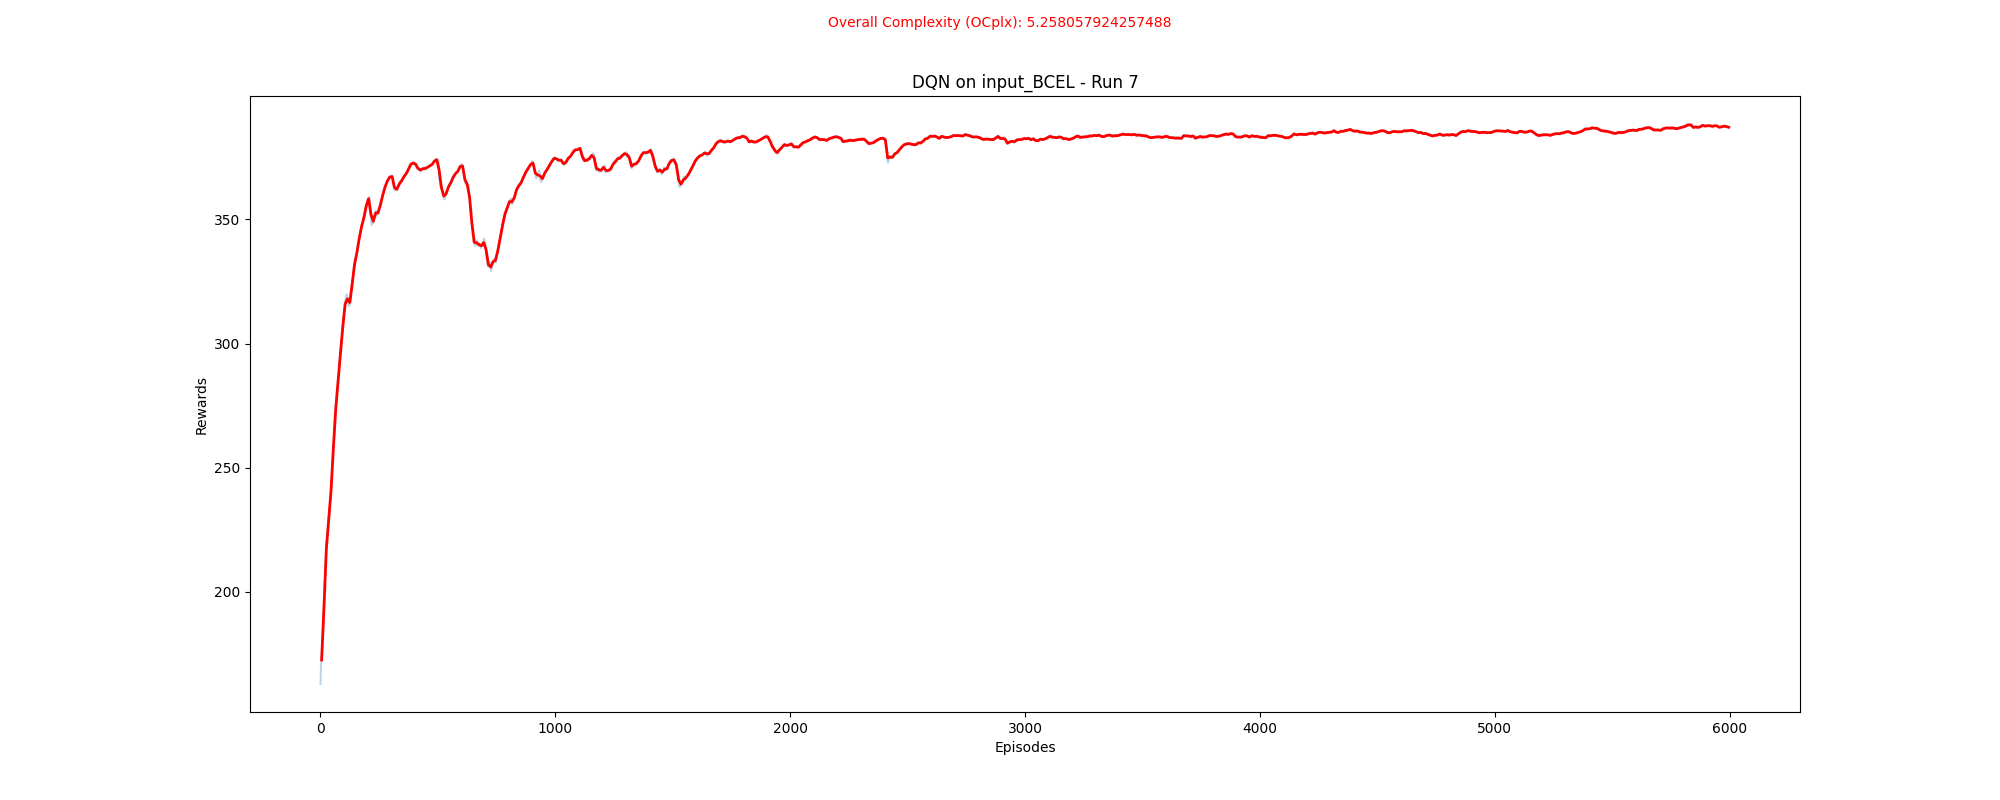 Overall Complexity (OCplx): 5.258057924257488
DQN on input_BCEL - Run 7
Rewards
350
300
250
200
0 1000 2000 3000 4000 5000 6000
Episodes